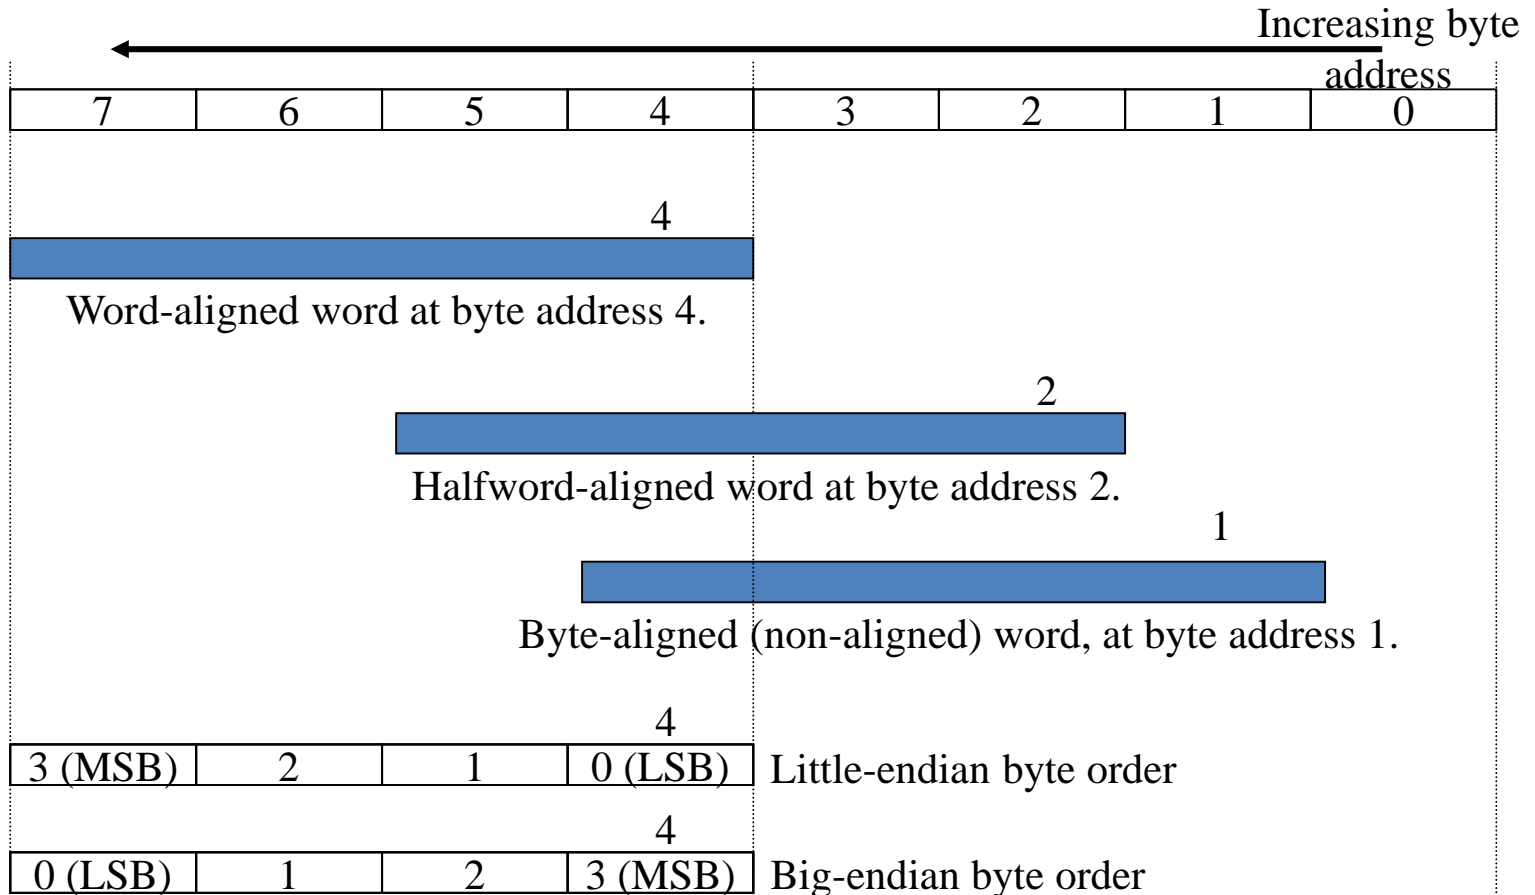 Increasing byte
address
7 6 5 4 3 2 1 0
4
Word-aligned word at byte address 4.
2
Halfword-aligned word at byte address 2.
1
Byte-aligned (non-aligned) word, at byte address 1.
4
3 (MSB) 2 1 0 (LSB) Little-endian byte order
4
0 (LSB) 1 2 3 (MSB) Big-endian byte order